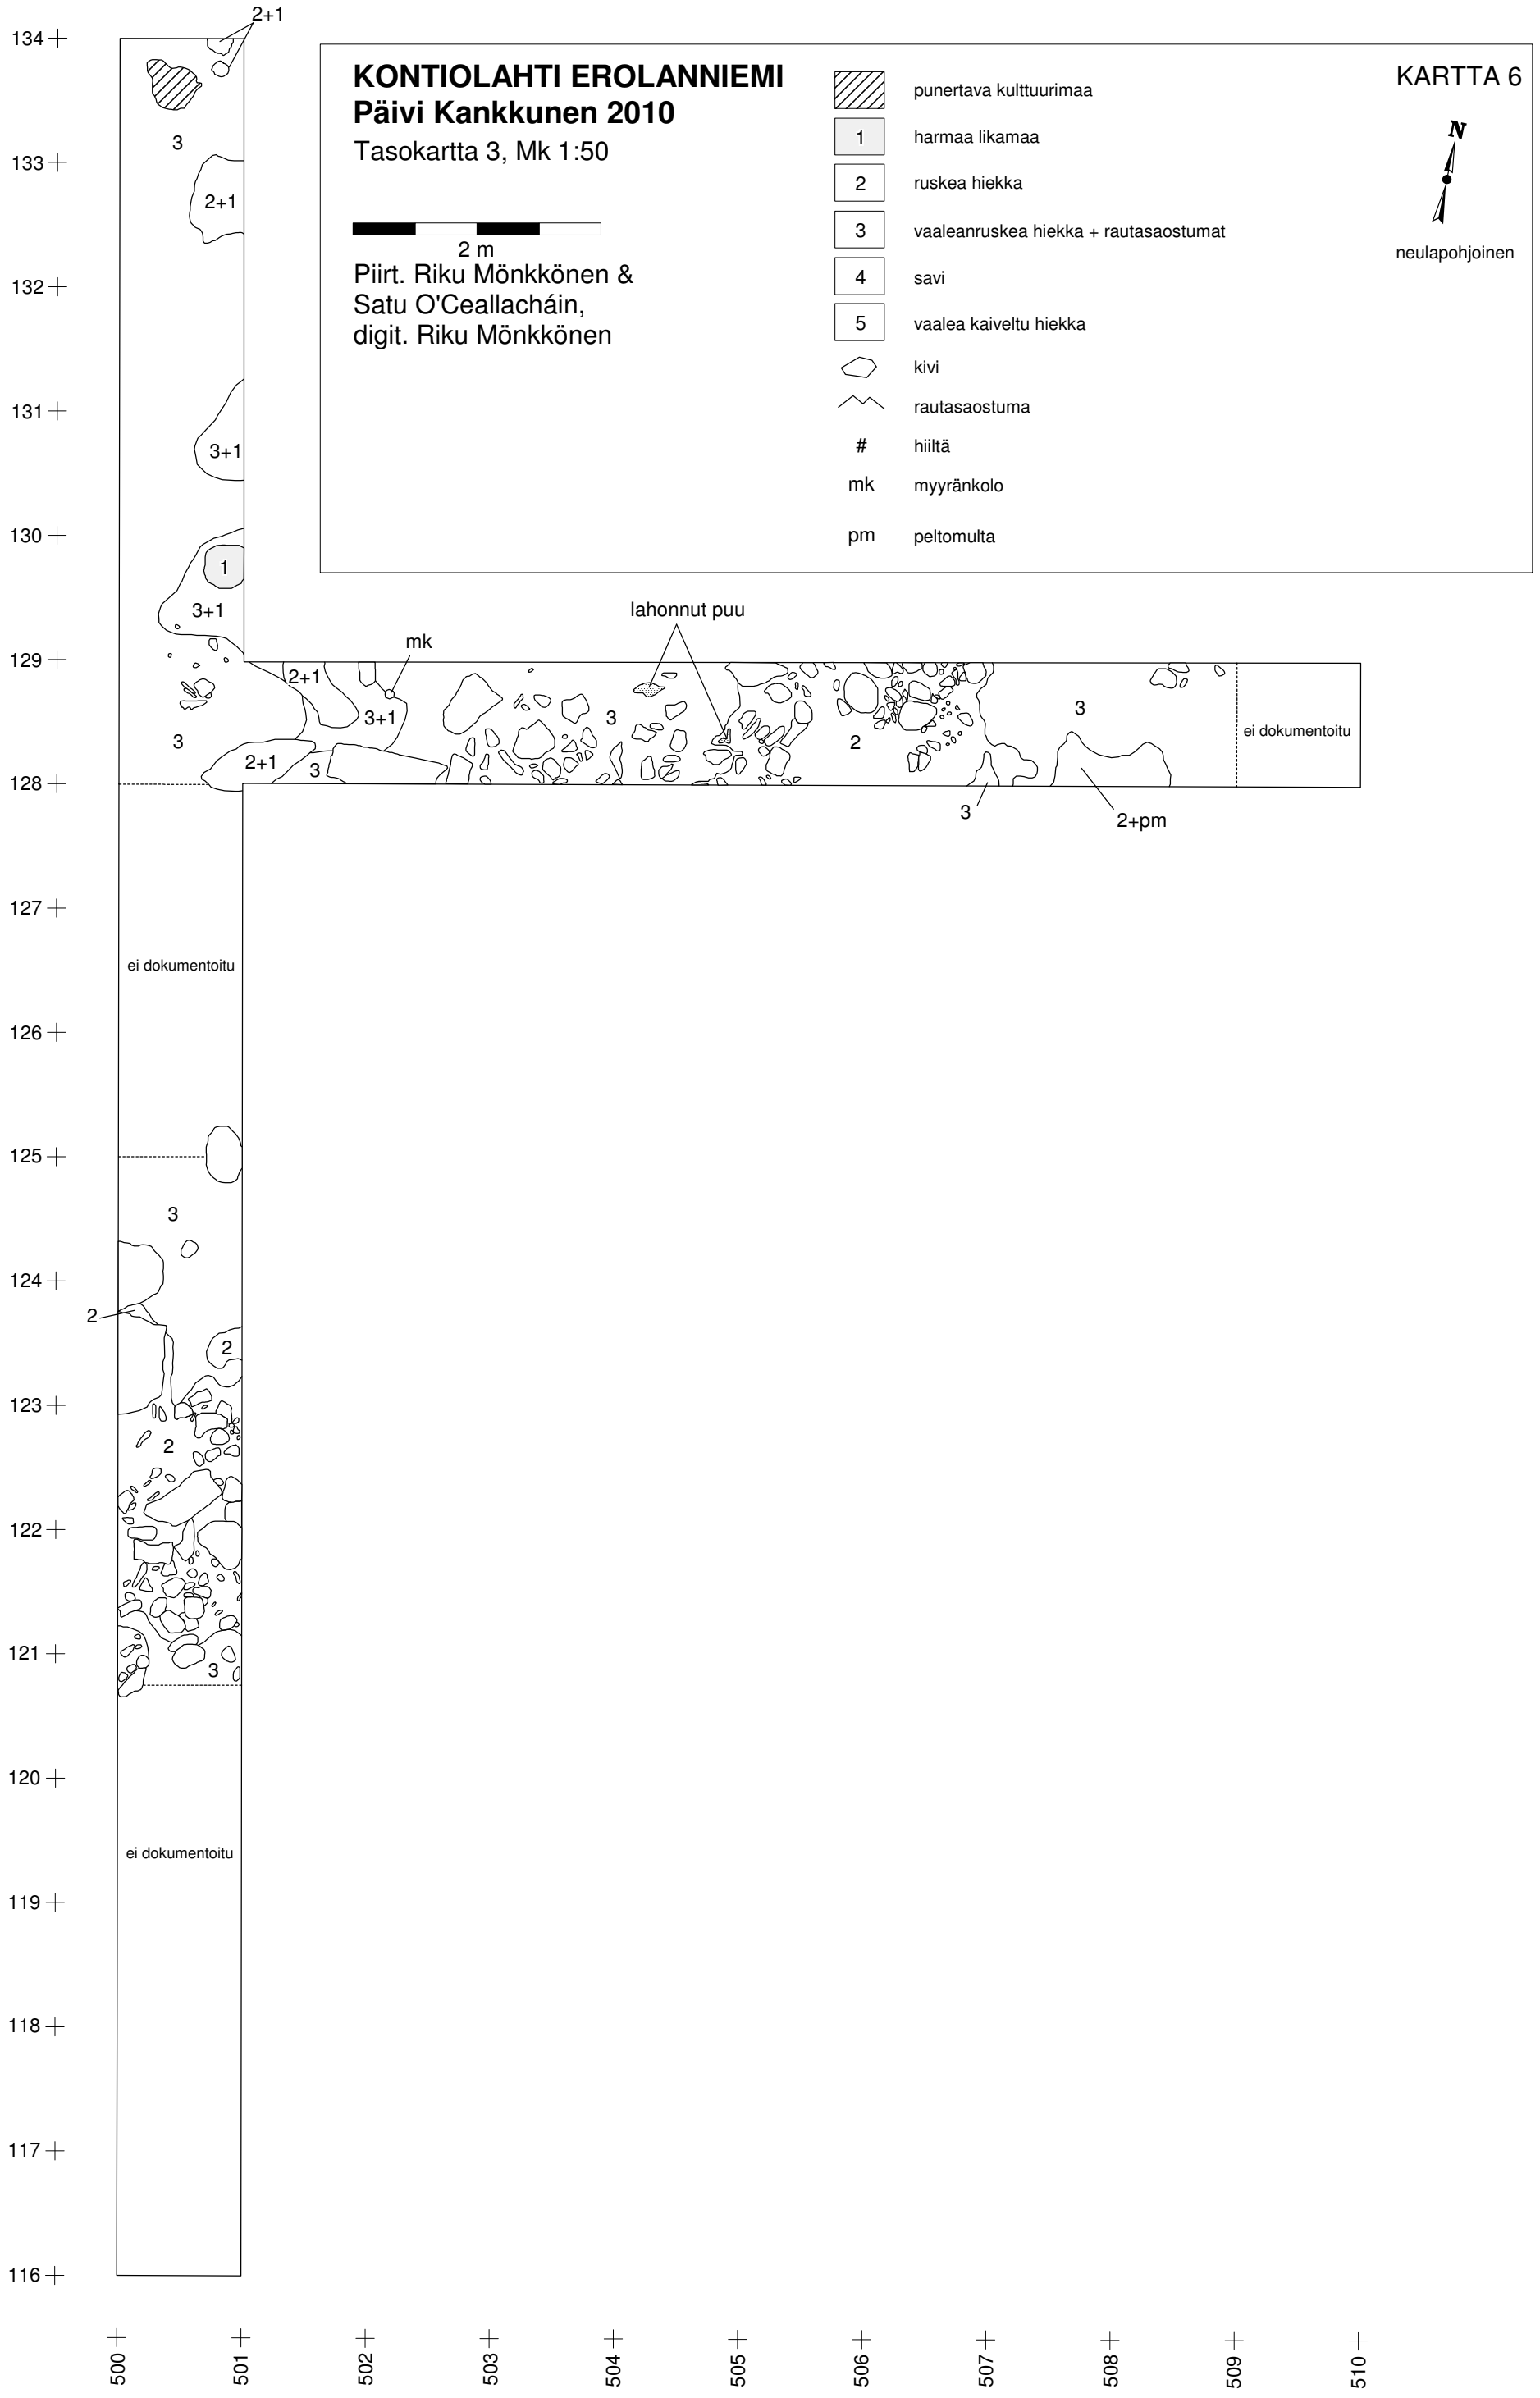 KONTIOLAHTI EROLANNIEMI
Päivi Kankkunen 2010
Tasokartta 3, Mk 1:50
2 m
Piirt. Riku Mönkkönen &
Satu O'Ceallacháin,
digit. Riku Mönkkönen
punertava kulttuurimaa
1 harmaa likamaa
2 ruskea hiekka
3 vaaleanruskea hiekka + rautasaostumat
4 savi
5 vaalea kaiveltu hiekka
kivi
rautasaostuma
# hiiltä
mk myyränkolo
pm peltomulta
KARTTA 6
N
neulapohjoinen
2+1
134
3
133
2+1
132
131
3+1
130
1
3+1
lahonnut puu
mk
129
2+1
3+1
3
3
3
2
ei dokumentoitu
2+1
3
128
3
2+pm
127
ei dokumentoitu
126
125
3
124
2
2
123
2
122
121
3
120
ei dokumentoitu
119
118
117
116
500
501
502
503
504
505
506
507
508
509
510